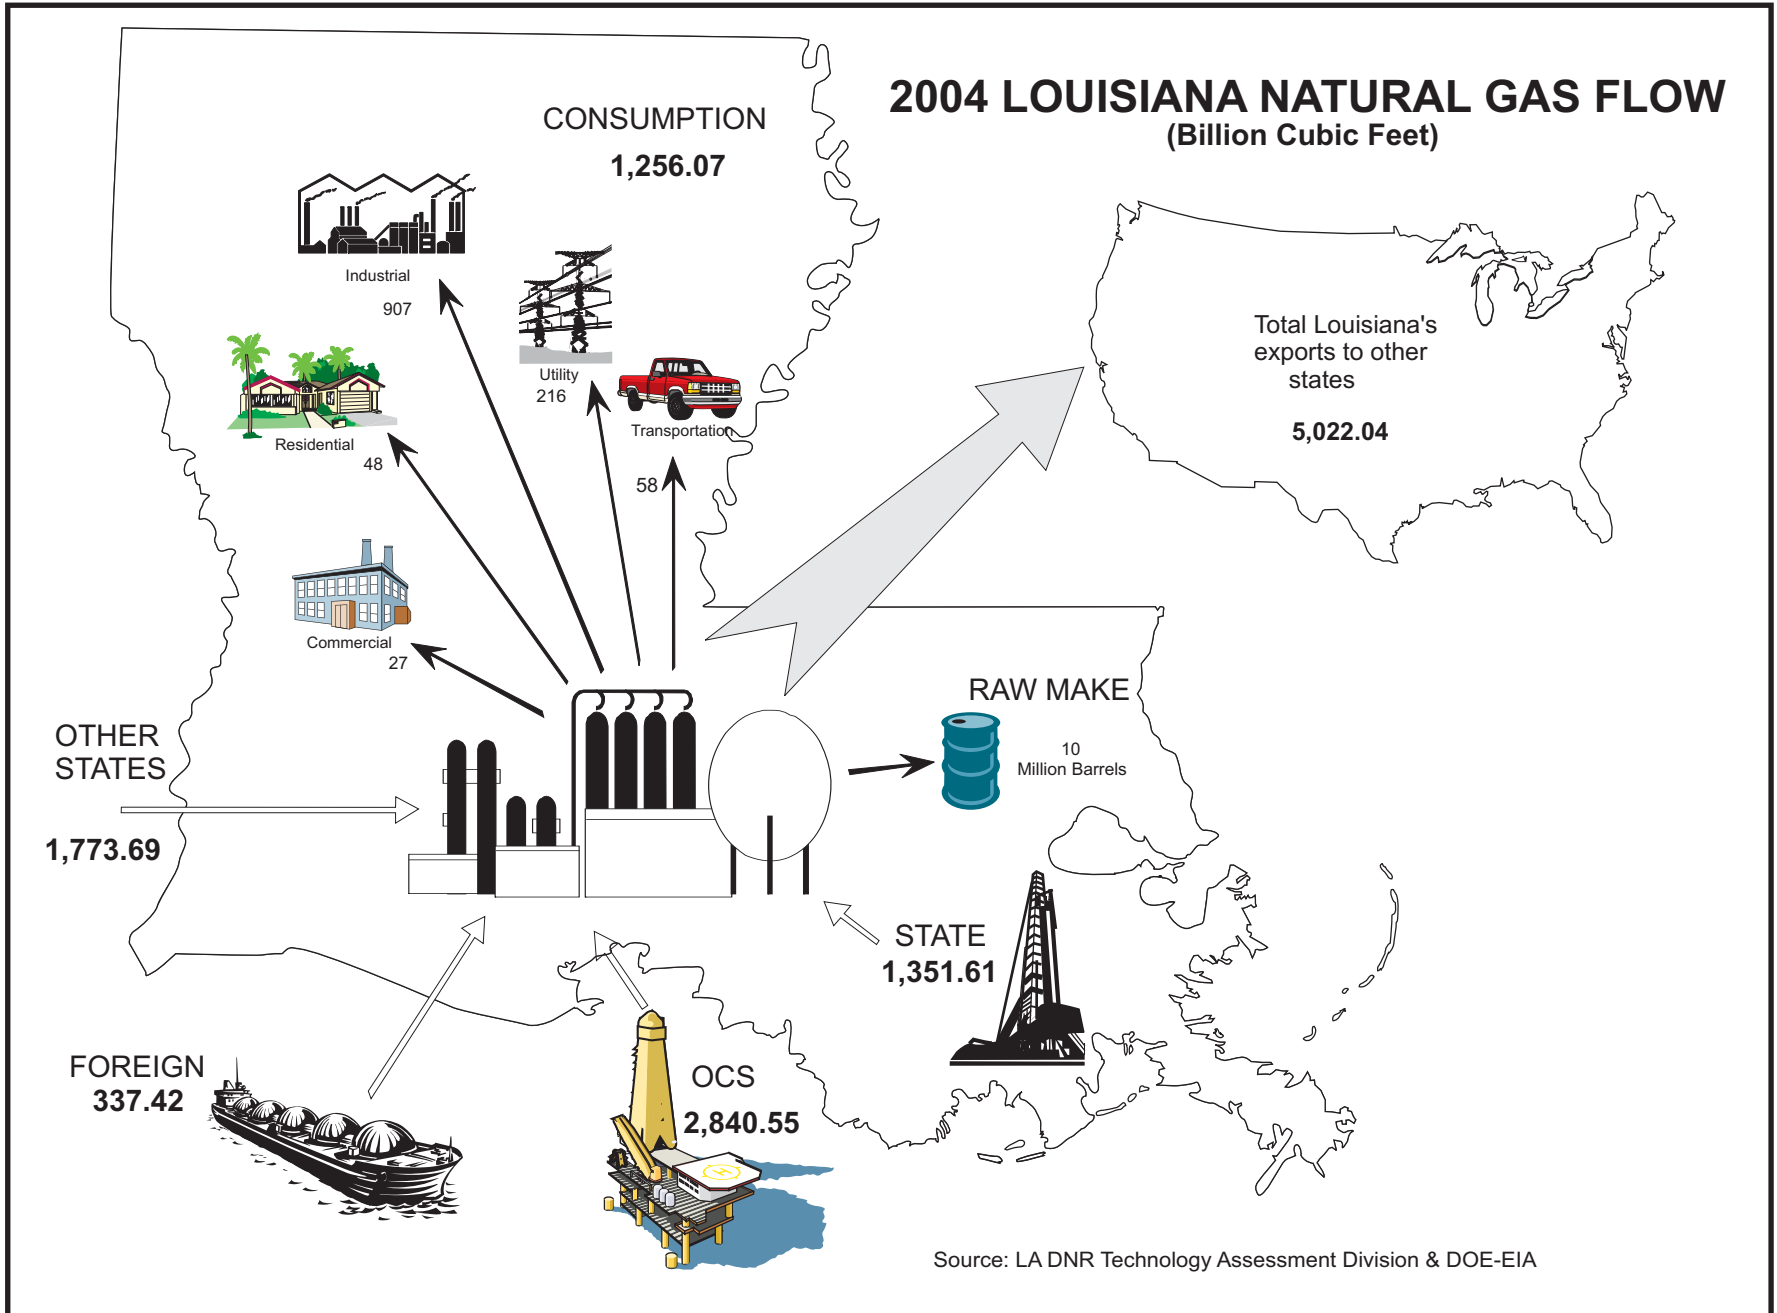 2004 LOUISIANA NATURAL GAS FLOW
(Billion Cubic Feet)
CONSUMPTION
1,256.07
Industrial
907
Utility
216
Transportation
58
Residential
48
Commercial
27
Total Louisiana's
exports to other
states
5,022.04
RAW MAKE
10
Million Barrels
OTHER
STATES
1,773.69
STATE
1,351.61
FOREIGN
337.42
OCS
2,840.55
H
Source: LA DNR Technology Assessment Division & DOE-EIA